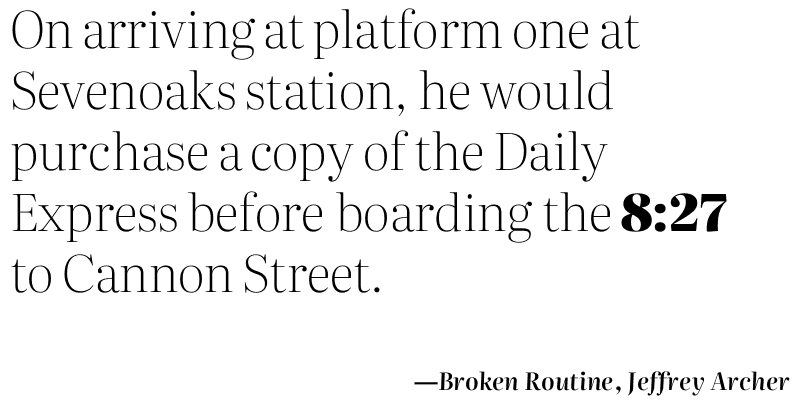 On arriving at platform one at
Sevenoaks station, he would
purchase a copy of the Daily
Express before boarding the 8:27
to Cannon Street.
—Broken Routine, Jeffrey Archer